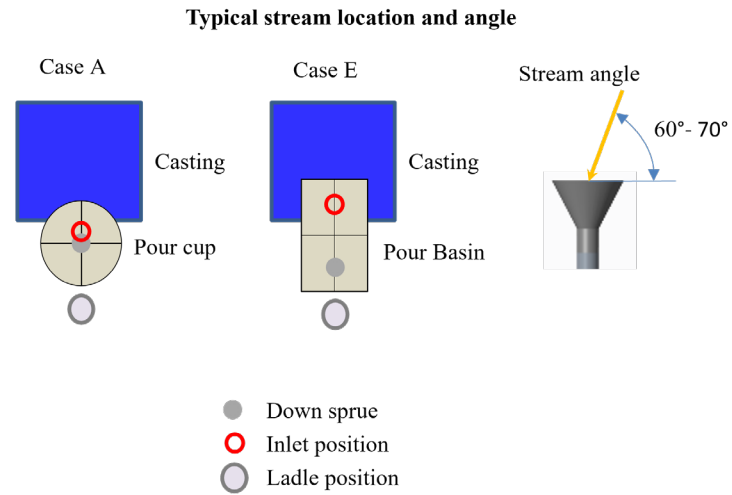 Typical stream location and angle
Case A
Case E
Stream angle
60°- 70°
Casting
Casting
Pour cup
Pour Basin
Down sprue
Inlet position
Ladle position